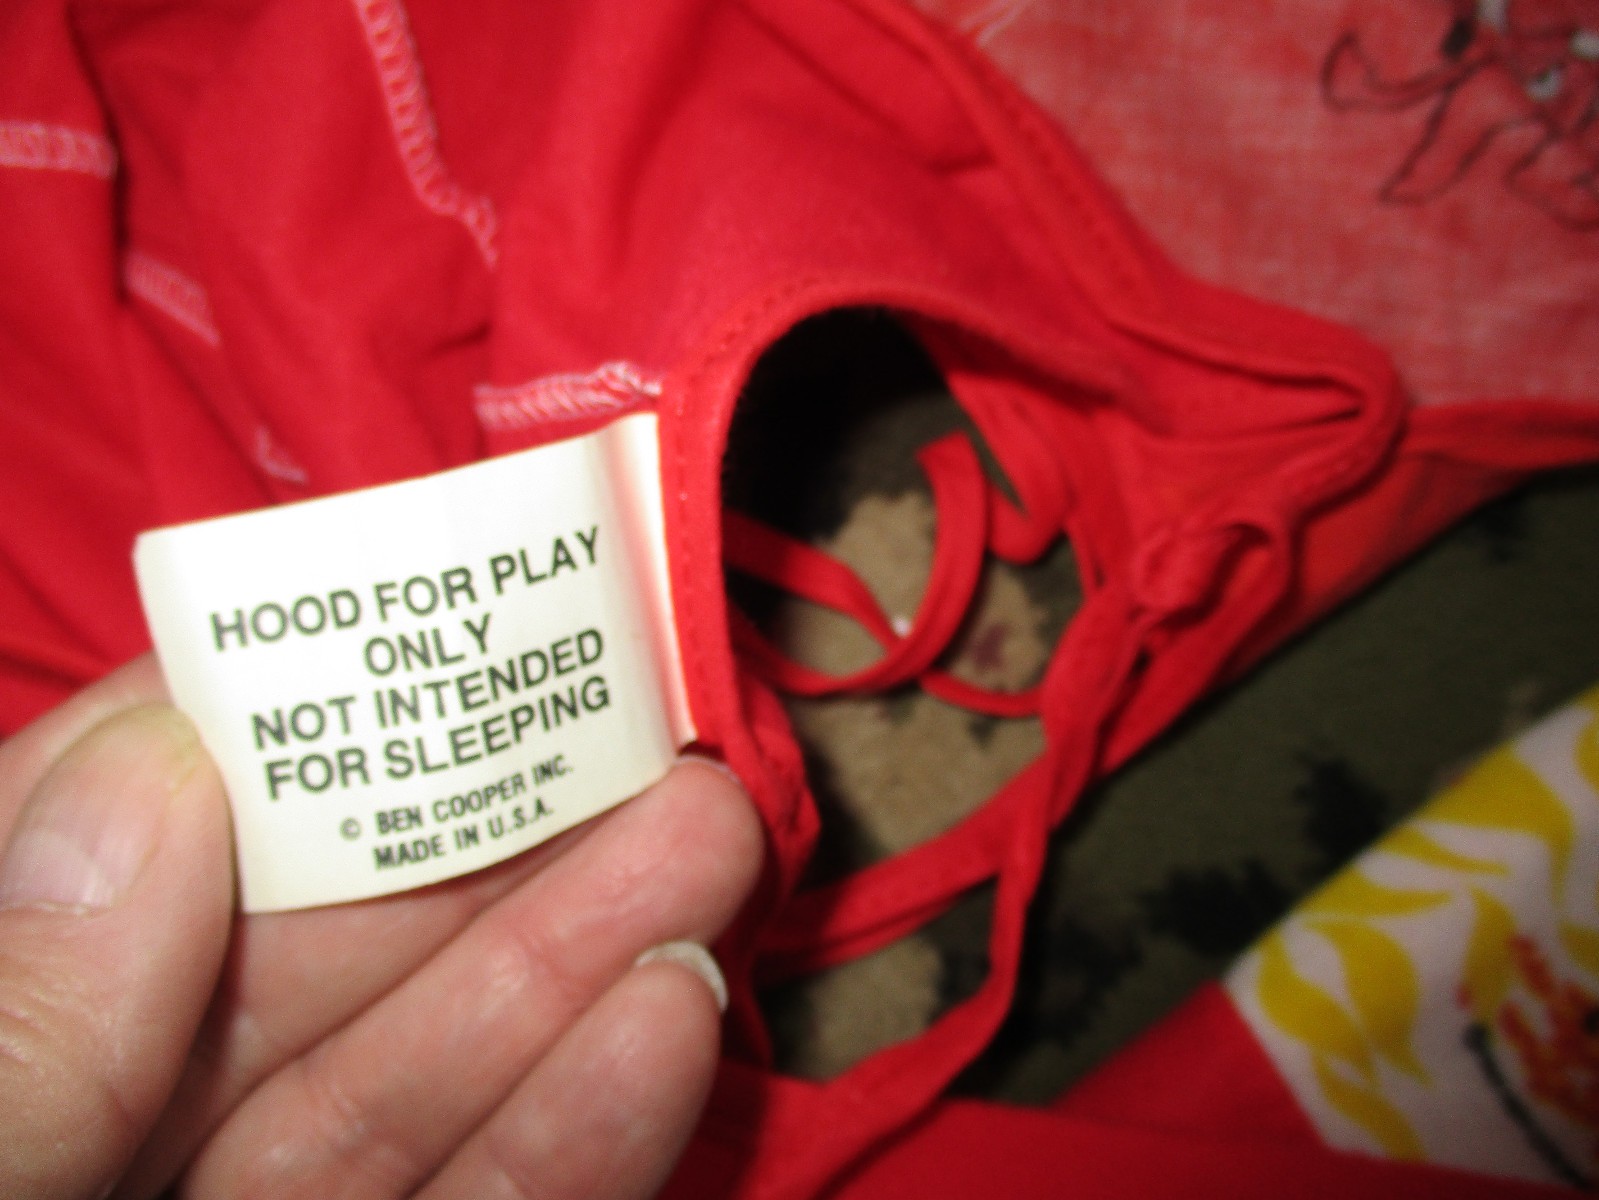 HOOD FOR PLAY
ONLY
NOT INTENDED
FOR SLEEPING
© BEN COOPER INC.
MADE IN U.S.A.